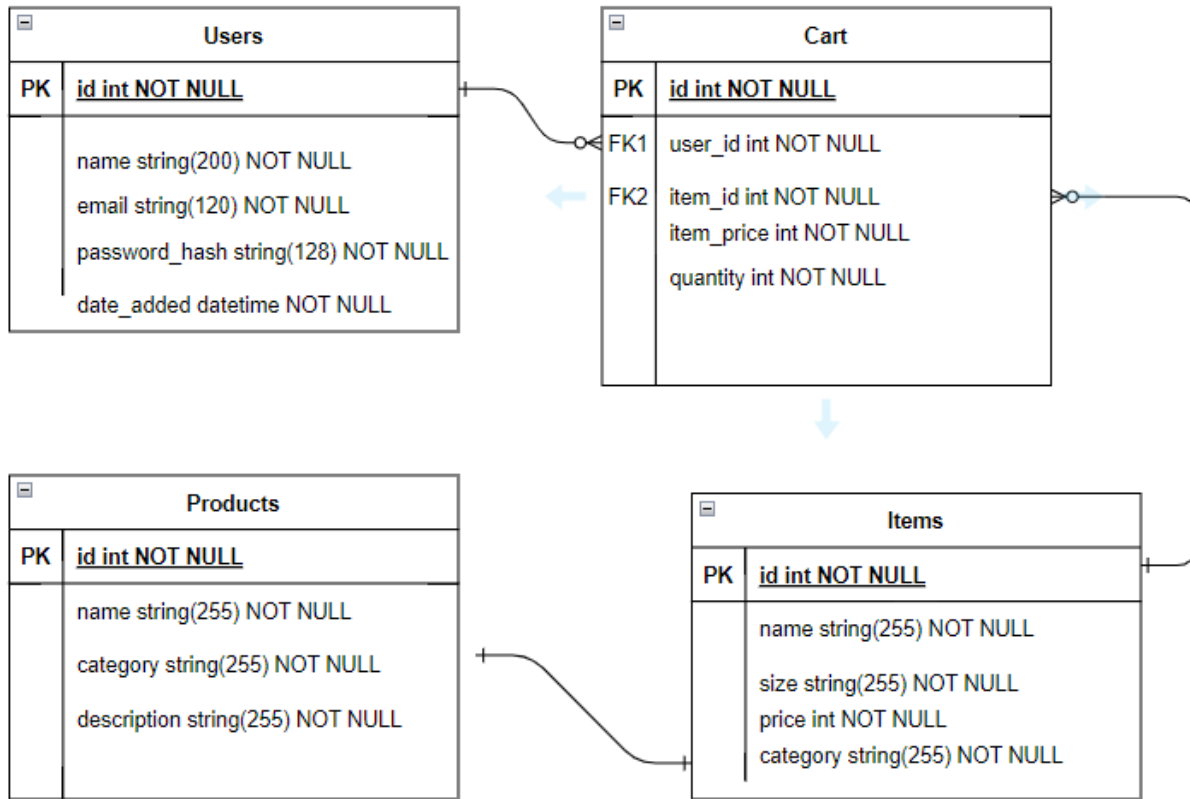 Users
PK id int NOT NULL
name string(200) NOT NULL
email string(120) NOT NULL
password_hash string(128) NOT NULL
date_added datetime NOT NULL
Cart
PK id int NOT NULL
FK1 user_id int NOT NULL
FK2 item_id int NOT NULL
item_price int NOT NULL
quantity int NOT NULL
Products
PK id int NOT NULL
name string(255) NOT NULL
category string(255) NOT NULL
description string(255) NOT NULL
Items
PK id int NOT NULL
name string(255) NOT NULL
size string(255) NOT NULL
price int NOT NULL
category string(255) NOT NULL